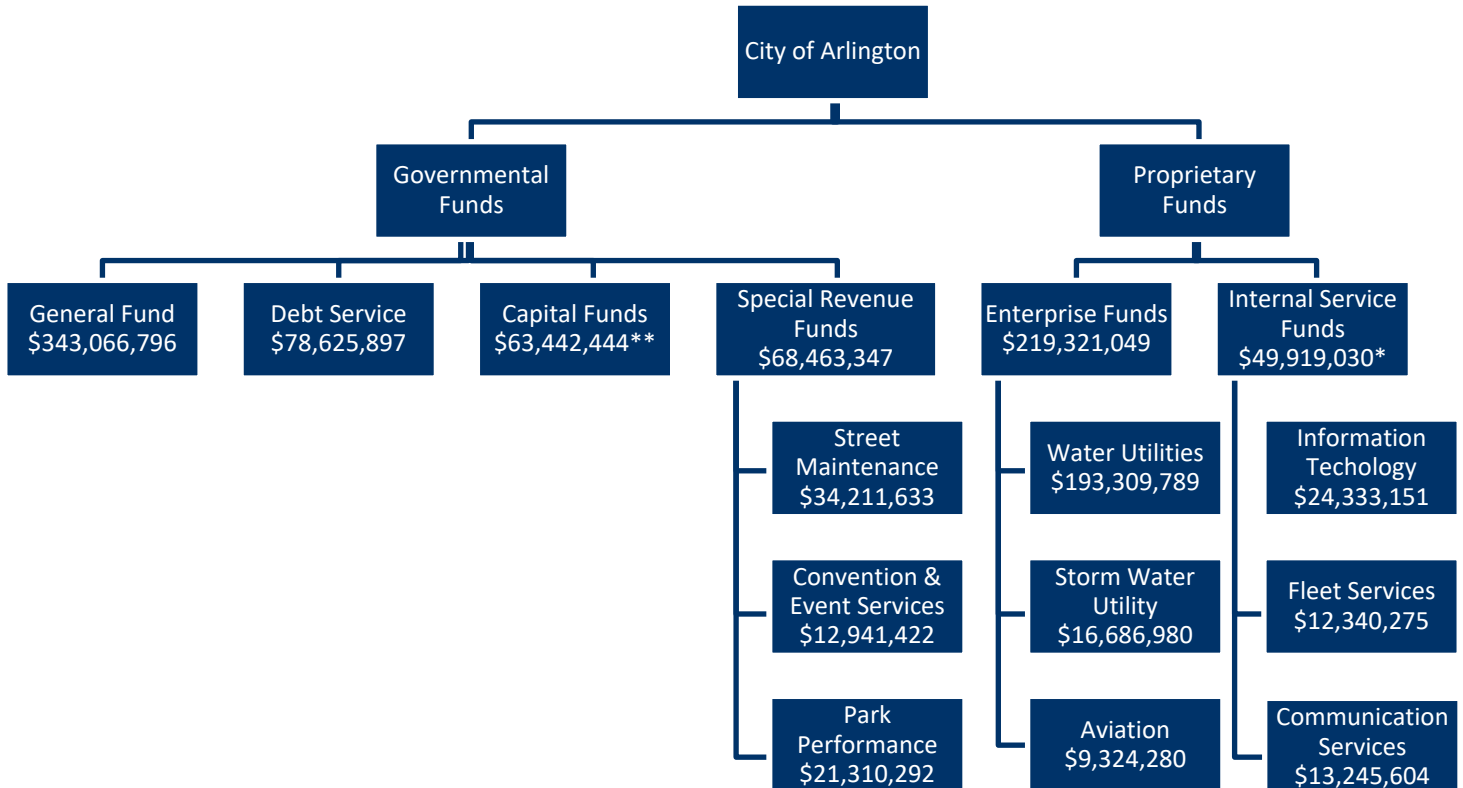 City of Arlington
Governmental
Funds
Proprietary
Funds
General Fund
$343,066,796
Debt Service
$78,625,897
Capital Funds
$63,442,444**
Special Revenue
Funds
$68,463,347
Enterprise Funds
$219,321,049
Internal Service
Funds
$49,919,030*
Street
Maintenance
$34,211,633
Water Utilities
$193,309,789
Information
Techology
$24,333,151
Convention &
Event Services
$12,941,422
Storm Water
Utility
$16,686,980
Fleet Services
$12,340,275
Park
Performance
$21,310,292
Aviation
$9,324,280
Communication
Services
$13,245,604